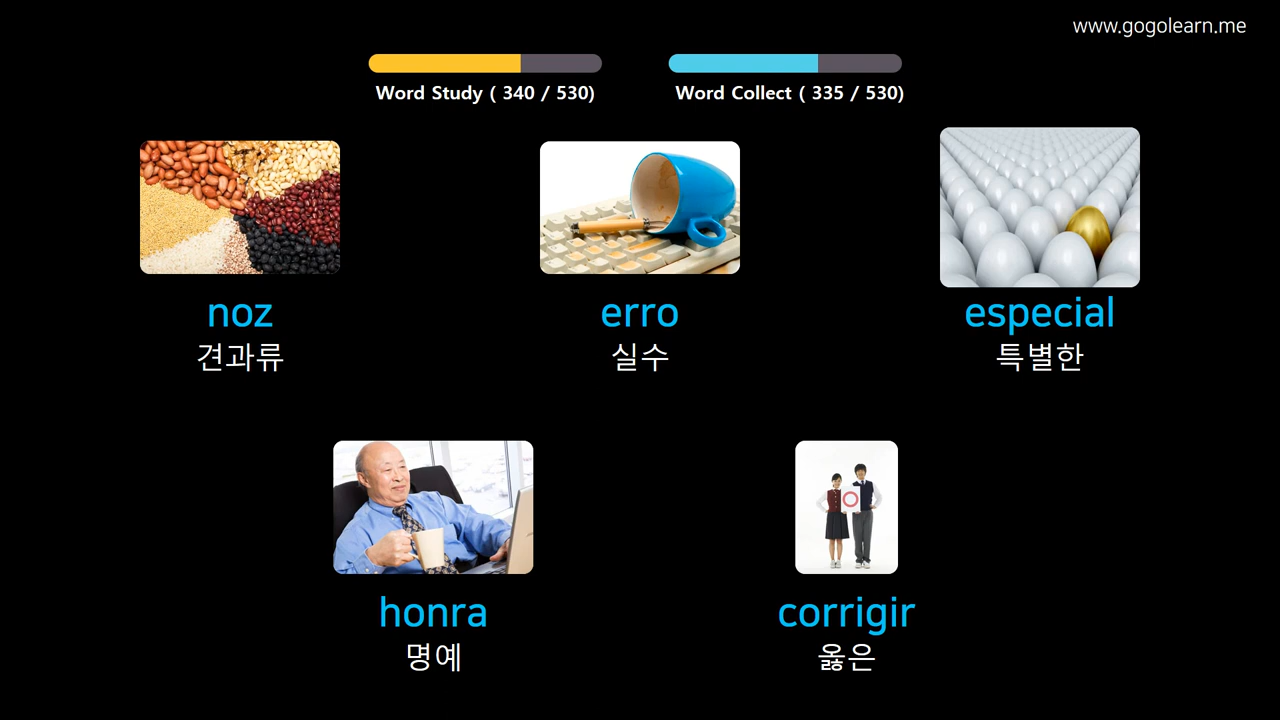 www.gogolearn.me
Word Study ( 340 / 530)
Word Collect ( 335 / 530)
noz
견과류
erro
실수
especial
특별한
honra
명예
corrigir
옳은